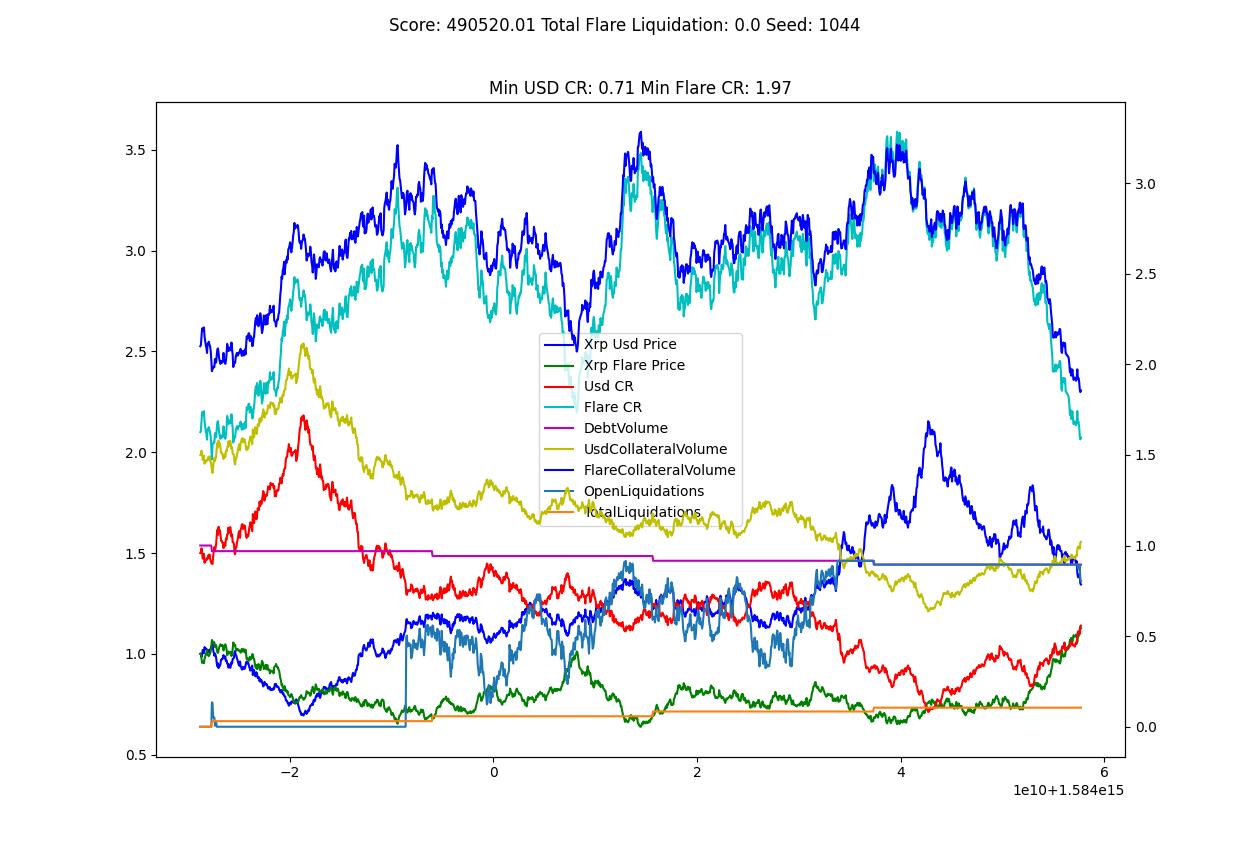 Score: 490520.01 Total Flare Liquidation: 0.0 Seed: 1044
Min USD CR: 0.71 Min Flare CR: 1.97
3.5
3.0
2.5
2.0
1.5
1.0
0.5
Xrp Usd Price
Xrp Flare Price
Usd CR
Flare CR
DebtVolume
UsdCollateralVolume
FlareCollateralVolume
OpenLiquidations
TotalLiquidations
3.0
2.5
2.0
1.5
1.0
0.5
0.0
−2 0 2 4 6
1e10+1.584e15